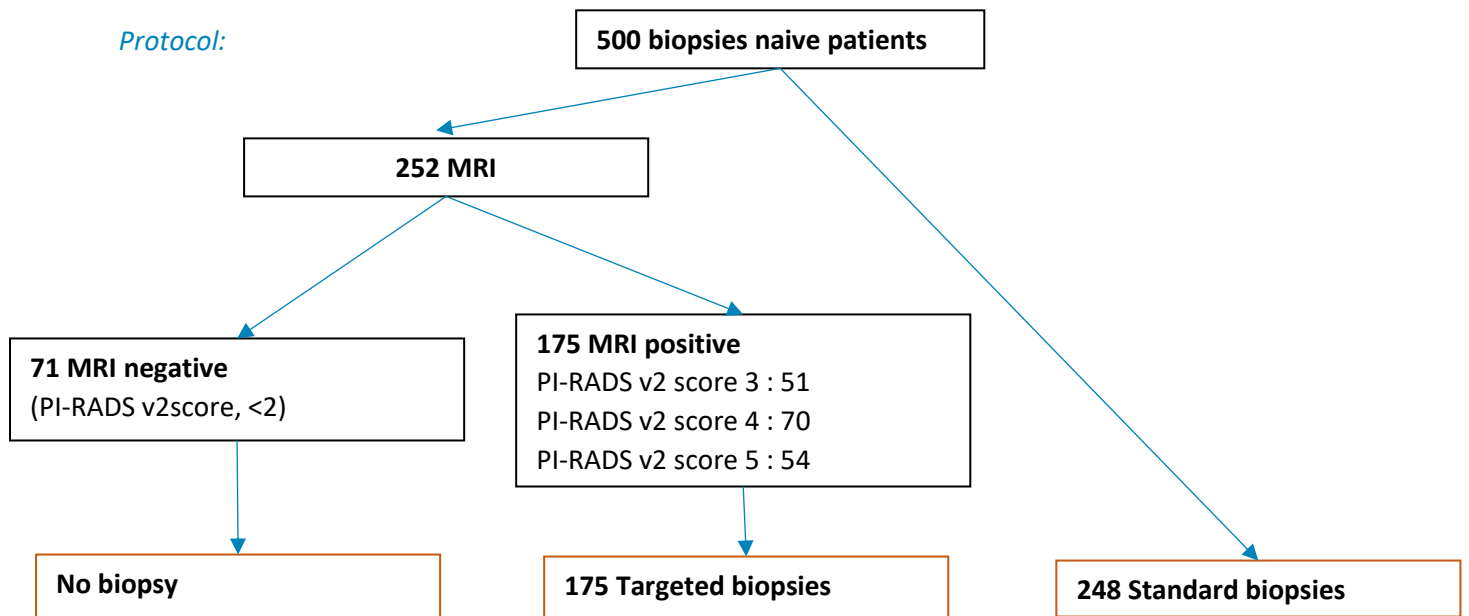 Protocol:
500 biopsies naive patients
252 MRI
71 MRI negative
(PI-RADS v2score, <2)
175 MRI positive
PI-RADS v2 score 3 : 51
PI-RADS v2 score 4 : 70
PI-RADS v2 score 5 : 54
No biopsy
175 Targeted biopsies
248 Standard biopsies